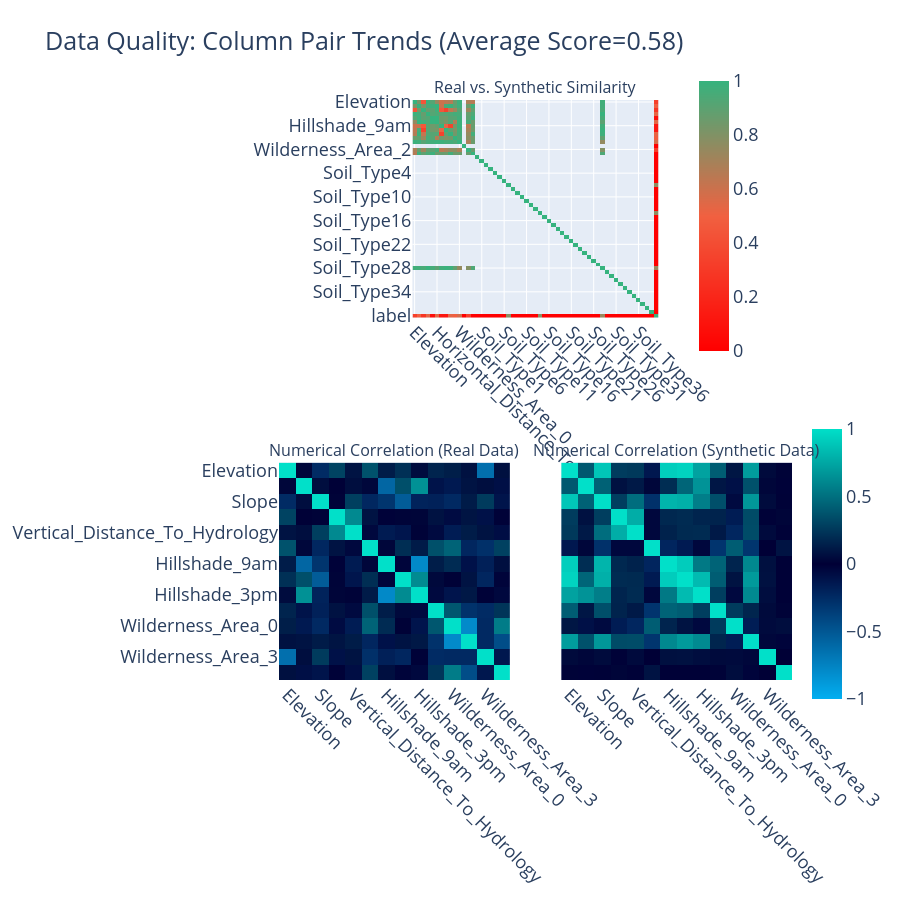 Data Quality: Column Pair Trends (Average Score=0.58)
Real vs. Synthetic Similarity
Elevation
Hillshade_9am
Wilderness_Area_2
Soil_Type4
Soil_Type10
Soil_Type16
Soil_Type22
Soil_Type28
Soil_Type34
label
Elevation
Horizontal_Distance_To
Wilderness_Area_0
Soil_Type1
Soil_Type6
Soil_Type11
Soil_Type16
Soil_Type21
Soil_Type26
Soil_Type31
Soil_Type36
1
0.8
0.6
0.4
0.2
0
Numerical Correlation (Real Data)
Elevation
Slope
Vertical_Distance_To_Hydrology
Hillshade_9am
Hillshade_3pm
Wilderness_Area_0
Wilderness_Area_3
Elevation
Slope
Vertical_Distance_To_Hydrology
Hillshade_9am
Hillshade_3pm
Wilderness_Area_0
Wilderness_Area_3
Numerical Correlation (Synthetic Data)
Elevation
Slope
Vertical_Distance_To_Hydrology
Hillshade_9am
Hillshade_3pm
Wilderness_Area_0
Wilderness_Area_3
1
0.5
0
−0.5
−1